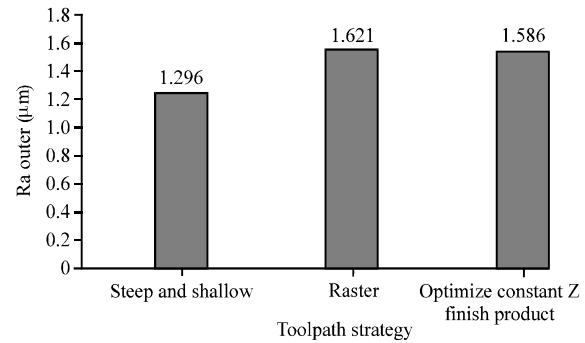 1.8
1.6
1.4
1.2
1.0
0.8
0.6
0.4
0.2
0
Ra outer (μm)
1.296
1.621
1.586
Steep and shallow
Raster
Optimize constant Z
finish product
Toolpath strategy